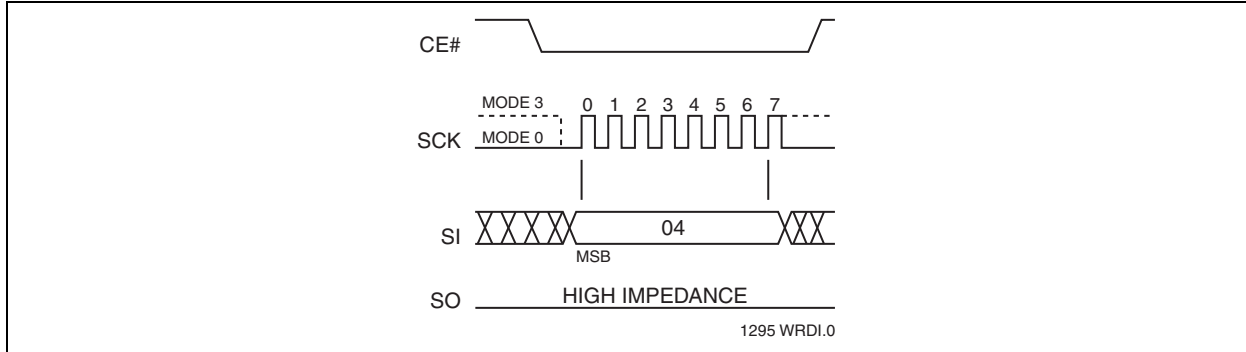 CE#
MODE 3 0 1 2 3 4 5 6 7
SCK MODE 0
SI 04
MSB
SO HIGH IMPEDANCE
1295 WRDI.0